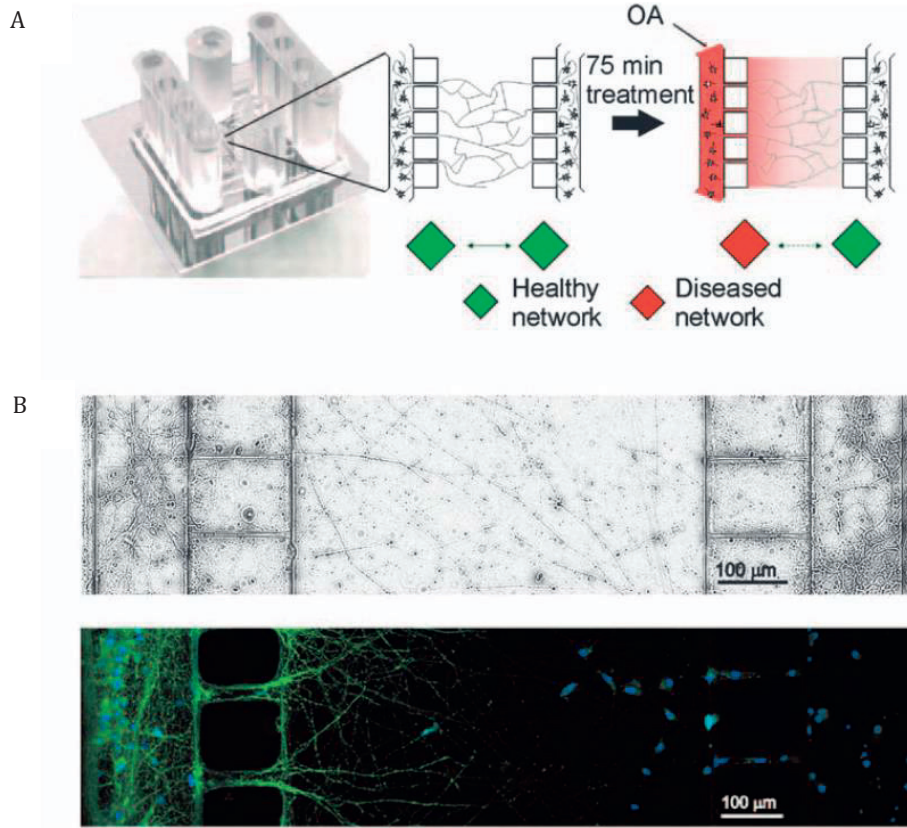 A
OA
75 min
treatment
Healthy
network
Diseased
network
B
100 μm
100 μm